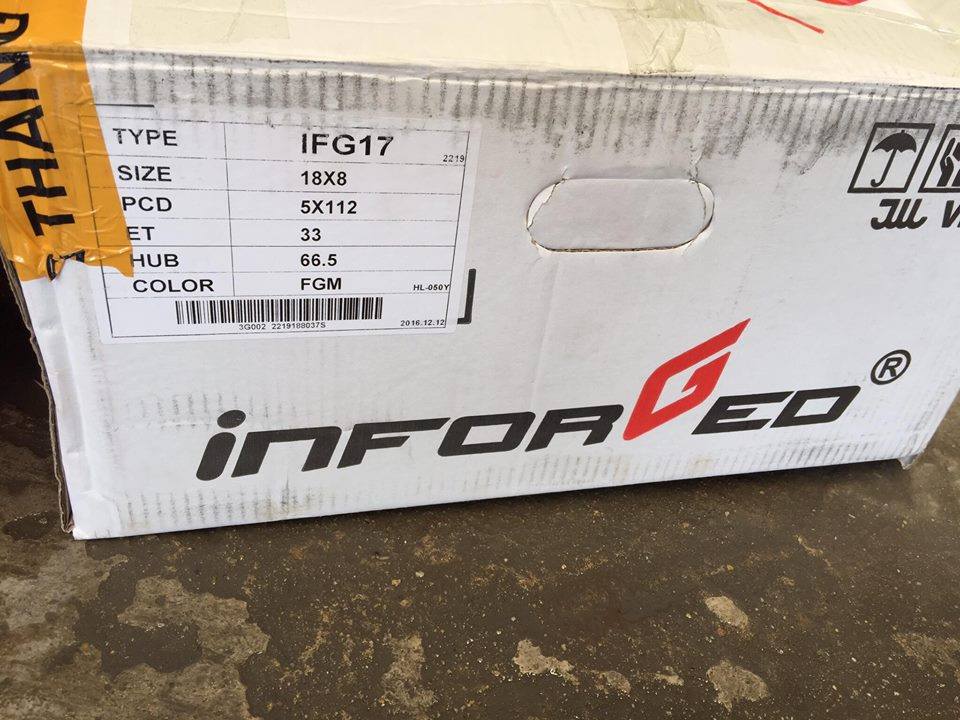 THANG
TYPE IFG17 2219
SIZE 18X8
PCD 5X112
ET 33
HUB 66.5
COLOR FGM HL-050Y
3G002 2219188037S 2016.12.12
JWL
iNFORGED ®